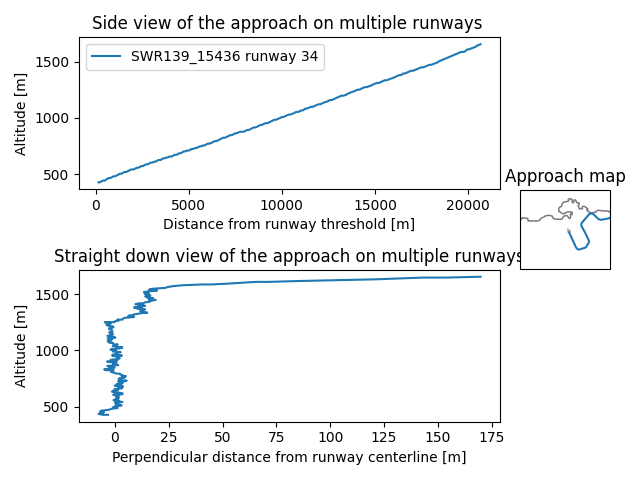 Side view of the approach on multiple runways
SWR139_15436 runway 34
Altitude [m]
1500
1000
500
0
5000
10000
15000
20000
Distance from runway threshold [m]
Approach map
Straight down view of the approach on multiple runways
Altitude [m]
1500
1000
500
0
25
50
75
100
125
150
175
Perpendicular distance from runway centerline [m]